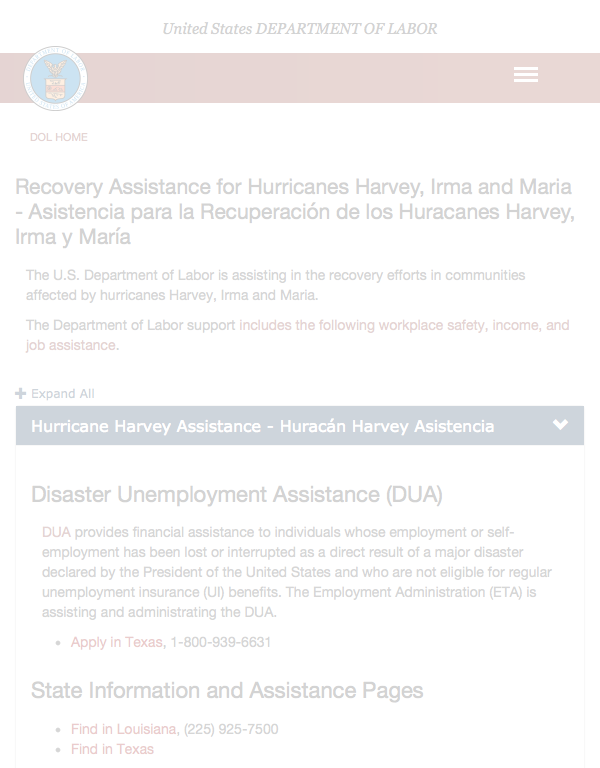 United States DEPARTMENT OF LABOR
DOL HOME
Recovery Assistance for Hurricanes Harvey, Irma and Maria
- Asistencia para la Recuperación de los Huracanes Harvey,
Irma y María
The U.S. Department of Labor is assisting in the recovery efforts in communities
affected by hurricanes Harvey, Irma and Maria.
The Department of Labor support includes the following workplace safety, income, and
job assistance.
Expand All
Hurricane Harvey Assistance - Huracán Harvey Asistencia
Disaster Unemployment Assistance (DUA)
DUA provides financial assistance to individuals whose employment or self-
employment has been lost or interrupted as a direct result of a major disaster
declared by the President of the United States and who are not eligible for regular
unemployment insurance (UI) benefits. The Employment Administration (ETA) is
assisting and administrating the DUA.
• Apply in Texas, 1-800-939-6631
State Information and Assistance Pages
• Find in Louisiana, (225) 925-7500
• Find in Texas